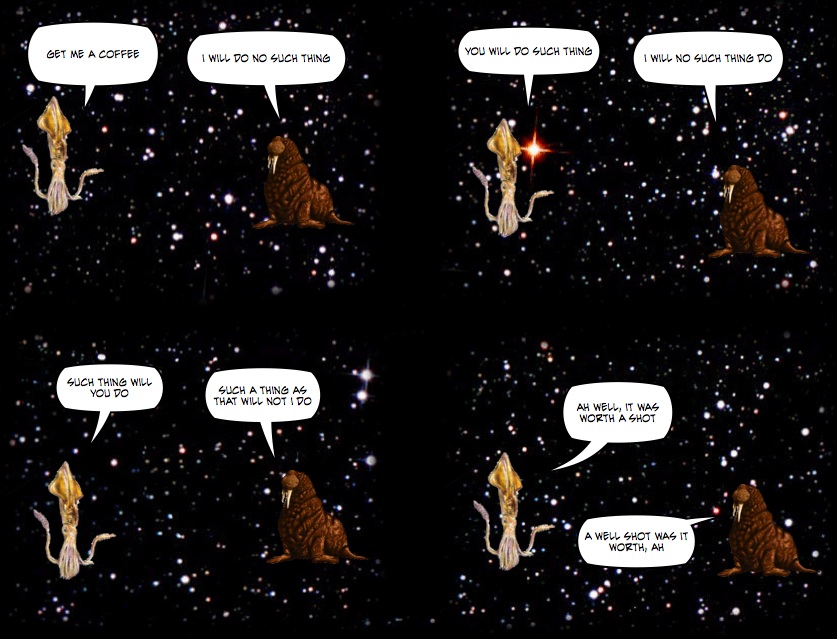 GET ME A COFFEE
I WILL DO NO SUCH THING
YOU WILL DO SUCH THING
I WILL NO SUCH THING DO
SUCH THING WILL
YOU DO
SUCH A THING AS
THAT WILL NOT I DO
AH WELL, IT WAS
WORTH A SHOT
A WELL SHOT WAS IT
WORTH, AH